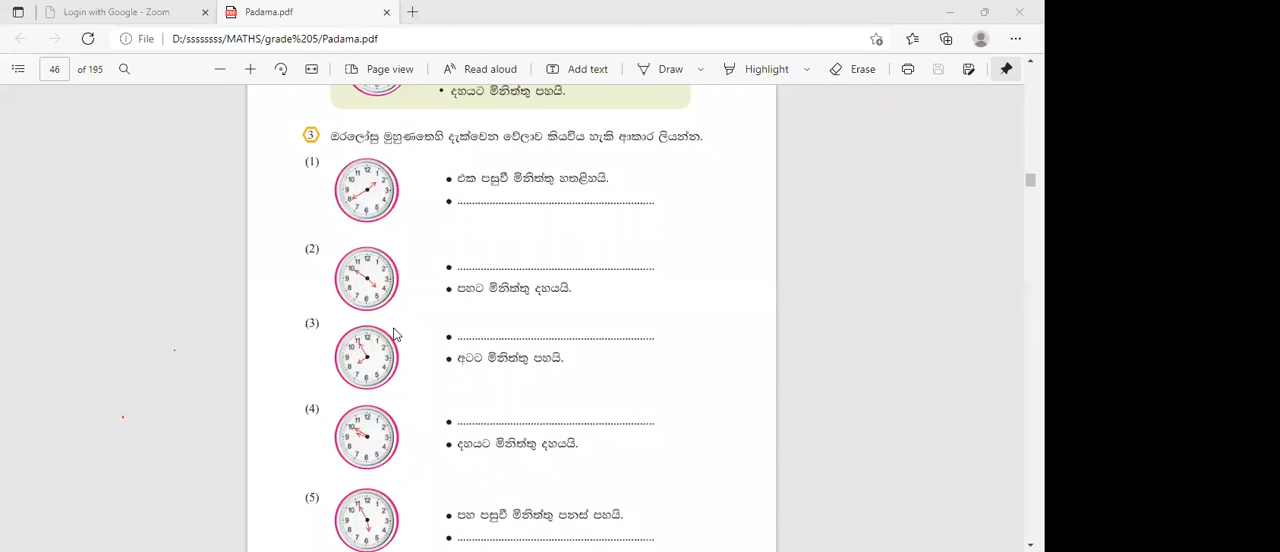 Login with Google - Zoom
Padama.pdf
File D:/ssssssss/MATHS/grade%205/Padama.pdf
46 of 195 Page view Read aloud Add text Draw Highlight Erase
• දහයට මිනිත්තු පහයි.
3 ඔරලෝසු මුහුණතෙහි දැක්වෙන වේලාව කියවිය හැකි ආකාර ලියන්න.
(1)
• එක පසුවී මිනිත්තු හතළිහයි.
• ..............................................................
(2)
• ..............................................................
• පහට මිනිත්තු දහයයි.
(3)
• ..............................................................
• අටට මිනිත්තු පහයි.
(4)
• ..............................................................
• දහයට මිනිත්තු දහයයි.
(5)
• පහ පසුවී මිනිත්තු පනස් පහයි.
• ..............................................................